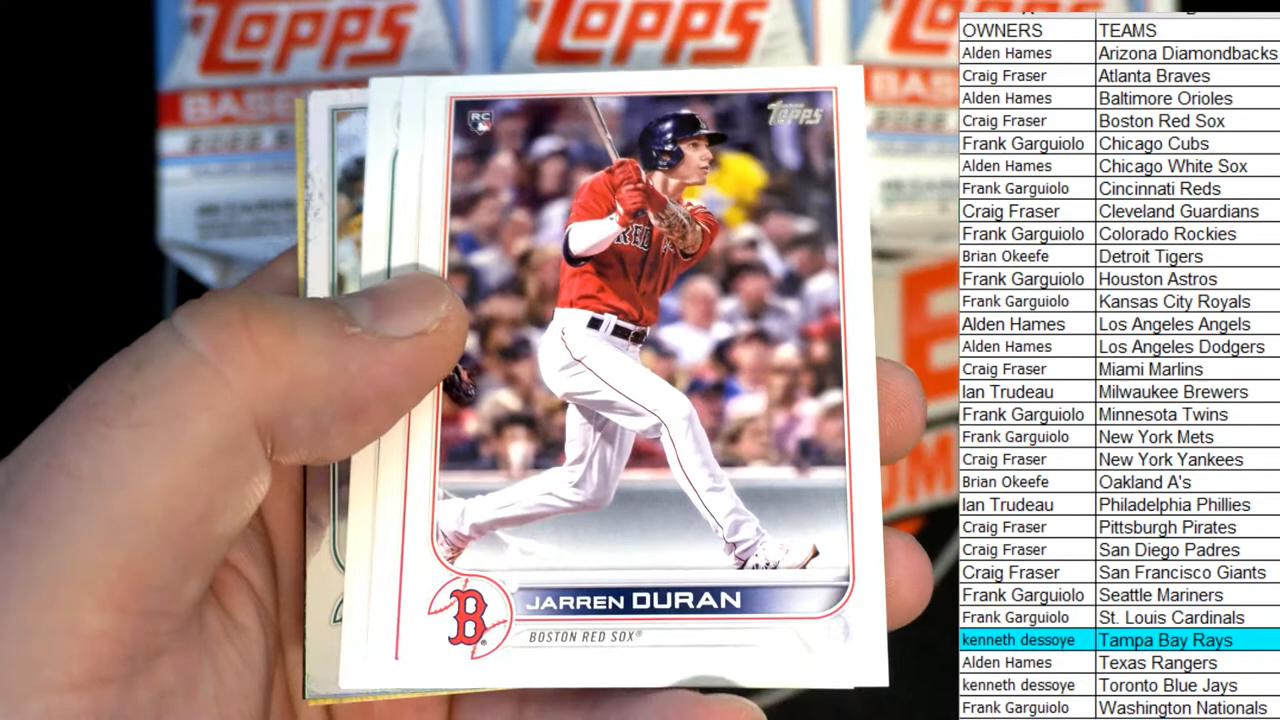 TOPPS
TOPPS
RC
TOPPS
RED
B
JARREN DURAN
BOSTON RED SOX®
OWNERS TEAMS
Alden Hames Arizona Diamondbacks
Craig Fraser Atlanta Braves
Alden Hames Baltimore Orioles
Craig Fraser Boston Red Sox
Frank Garguiolo Chicago Cubs
Alden Hames Chicago White Sox
Frank Garguiolo Cincinnati Reds
Craig Fraser Cleveland Guardians
Frank Garguiolo Colorado Rockies
Brian Okeefe Detroit Tigers
Frank Garguiolo Houston Astros
Frank Garguiolo Kansas City Royals
Alden Hames Los Angeles Angels
Alden Hames Los Angeles Dodgers
Craig Fraser Miami Marlins
Ian Trudeau Milwaukee Brewers
Frank Garguiolo Minnesota Twins
Frank Garguiolo New York Mets
Craig Fraser New York Yankees
Brian Okeefe Oakland A's
Ian Trudeau Philadelphia Phillies
Craig Fraser Pittsburgh Pirates
Craig Fraser San Diego Padres
Craig Fraser San Francisco Giants
Frank Garguiolo Seattle Mariners
Frank Garguiolo St. Louis Cardinals
kenneth dessoye Tampa Bay Rays
Alden Hames Texas Rangers
kenneth dessoye Toronto Blue Jays
Frank Garguiolo Washington Nationals